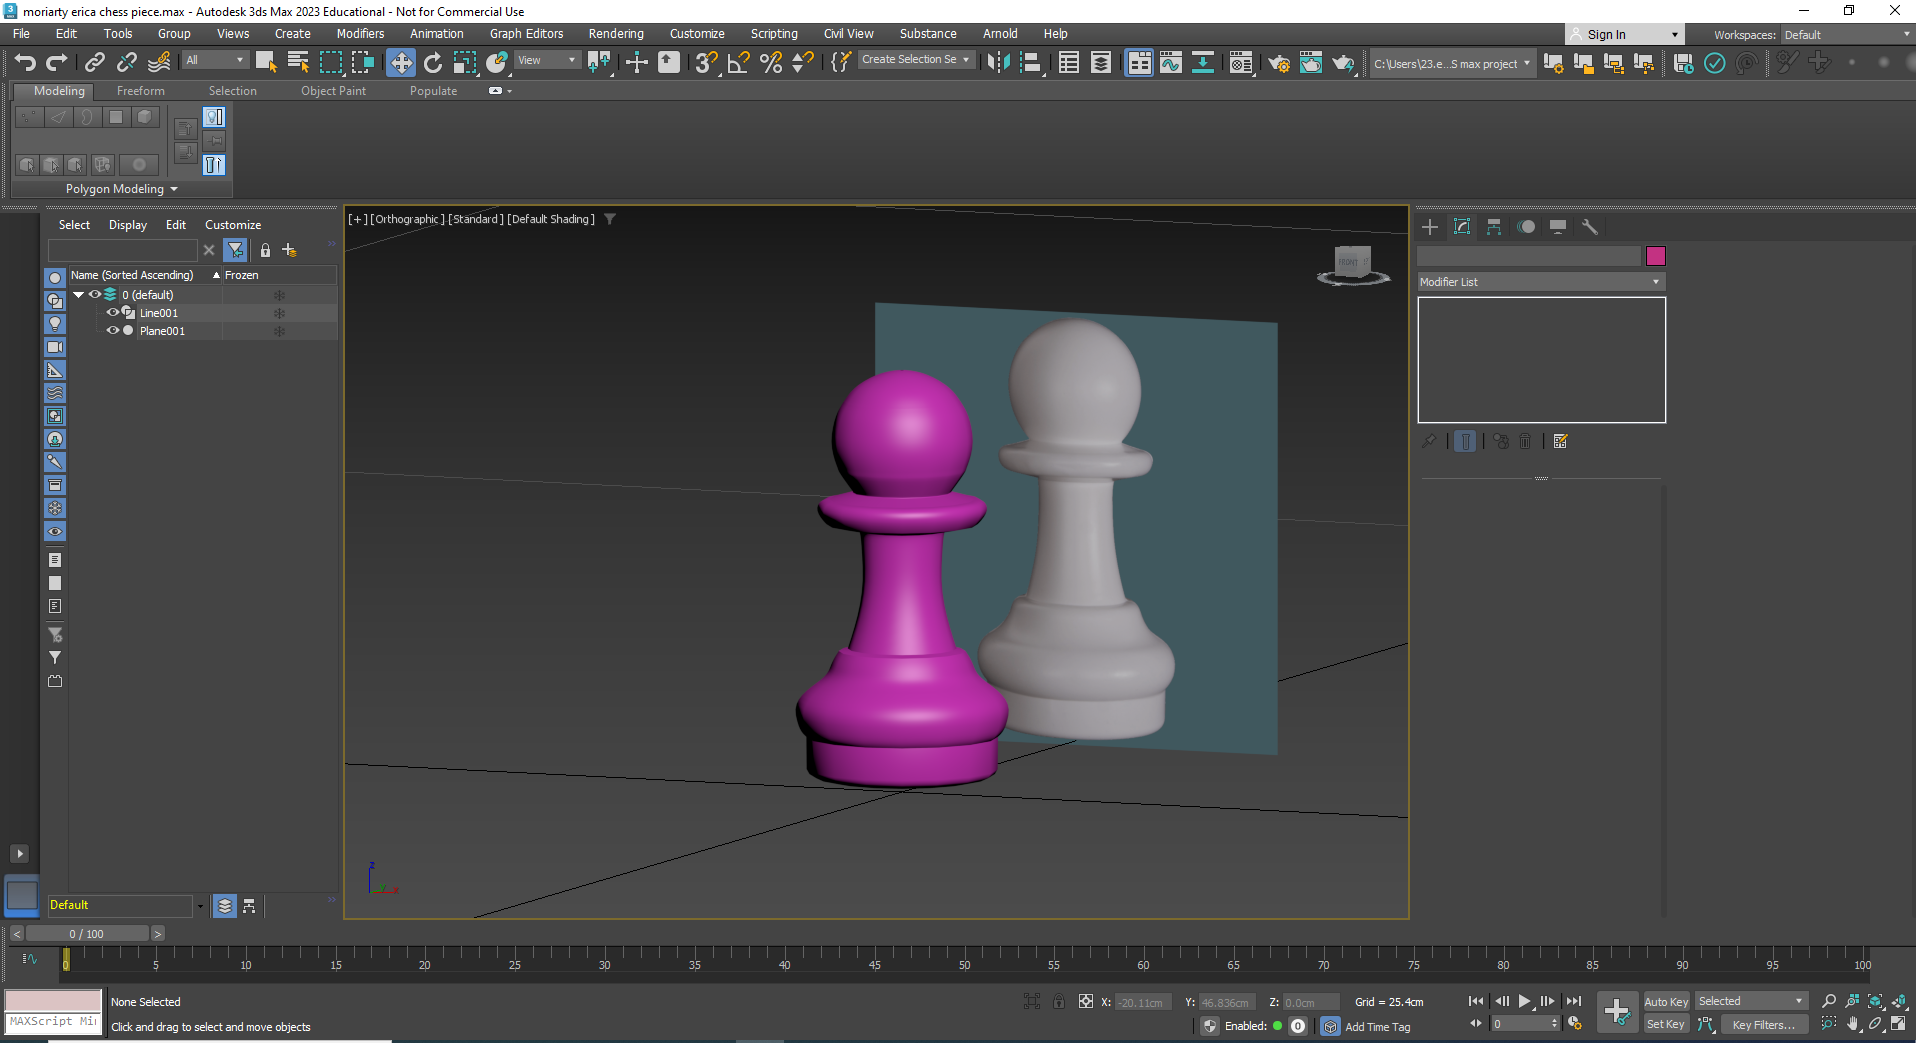 moriarty erica chess piece.max - Autodesk 3ds Max 2023 Educational - Not for Commercial Use
File Edit Tools Group Views Create Modifiers Animation Graph Editors Rendering Customize Scripting Civil View Substance Arnold Help
Sign In
Workspaces: Default
All
View
Create Selection Se
C:\Users\23.e...S max project
Modeling Freeform Selection Object Paint Populate
Polygon Modeling
Select Display Edit Customize
Name (Sorted Ascending) Frozen
0 (default)
Line001
Plane001
[+] [Orthographic] [Standard] [Default Shading]
FRONT
Modifier List
z
x
Default
< 0 / 100 >
0 5 10 15 20 25 30 35 40 45 50 55 60 65 70 75 80 85 90 95 100
None Selected
MAXScript Mi
Click and drag to select and move objects
X: -20.11cm Y: 46.836cm Z: 0.0cm Grid = 25.4cm
Enabled: 0 Add Time Tag
0
Auto Key Selected
Set Key Key Filters...